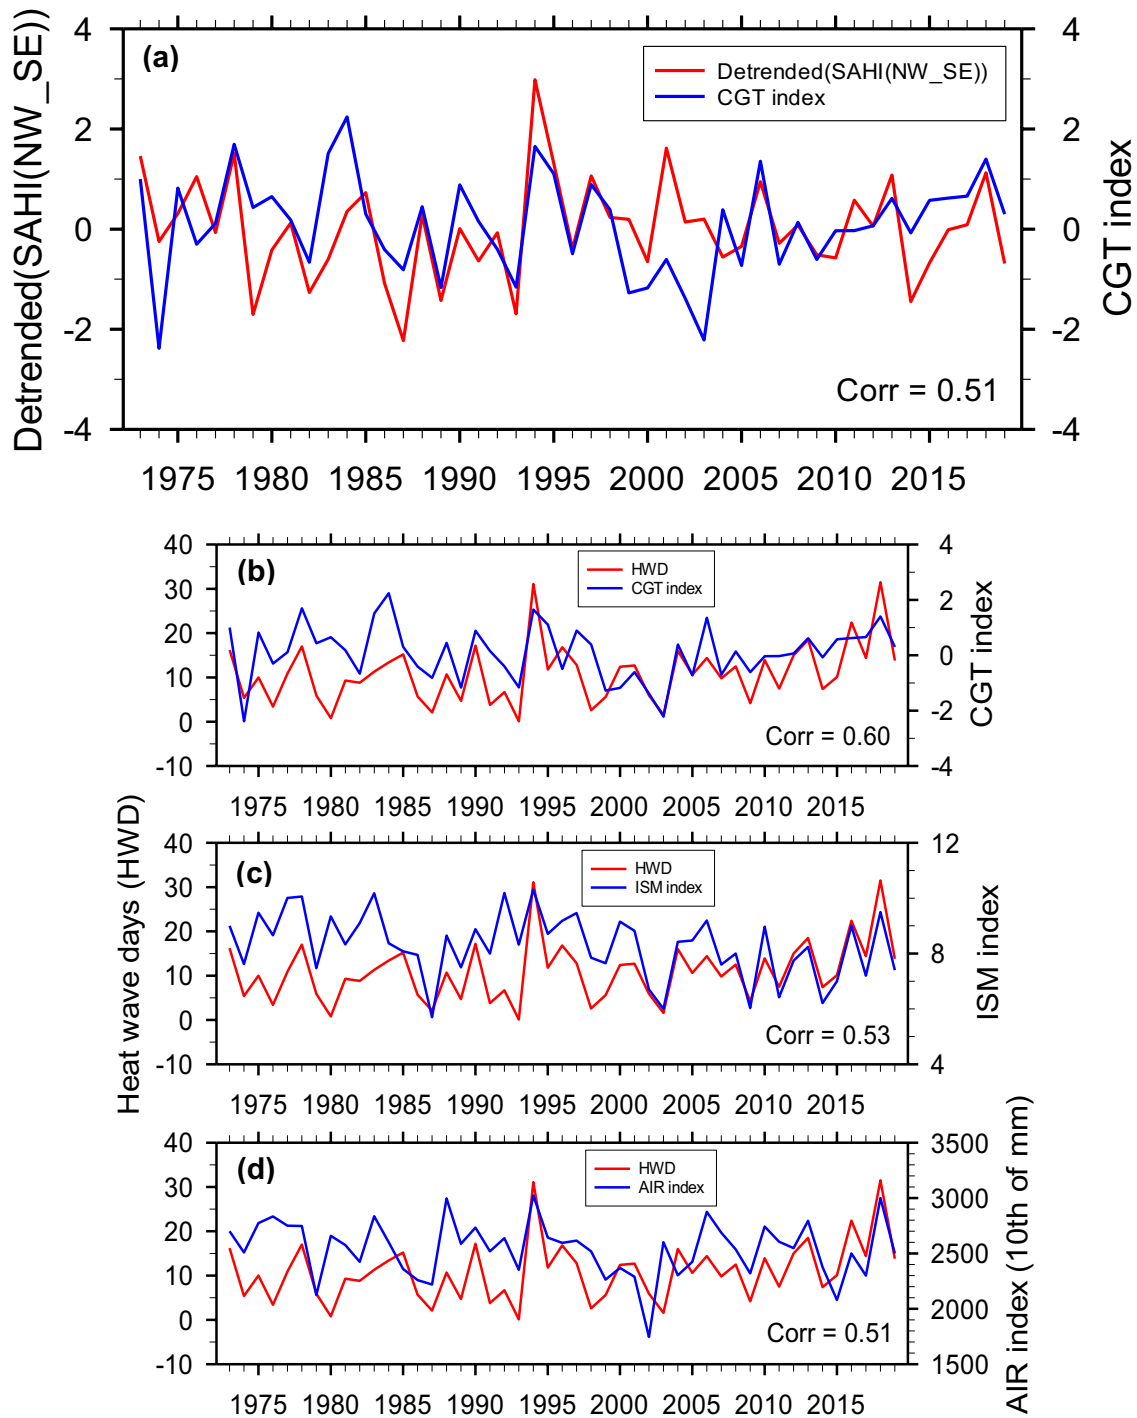 (a)
Detrended(SAHI(NW_SE))
CGT index
Detrended(SAHI(NW_SE))
CGT index
4
2
0
-2
-4
4
2
0
-2
-4
Corr = 0.51
1975 1980 1985 1990 1995 2000 2005 2010 2015
(b)
HWD
CGT index
40
30
20
10
0
-10
4
2
0
-2
-4
CGT index
Corr = 0.60
1975 1980 1985 1990 1995 2000 2005 2010 2015
Heat wave days (HWD)
(c)
HWD
ISM index
40
30
20
10
0
-10
12
8
4
ISM index
Corr = 0.53
1975 1980 1985 1990 1995 2000 2005 2010 2015
(d)
HWD
AIR index
40
30
20
10
0
-10
3500
3000
2500
2000
1500
AIR index (10th of mm)
Corr = 0.51
1975 1980 1985 1990 1995 2000 2005 2010 2015